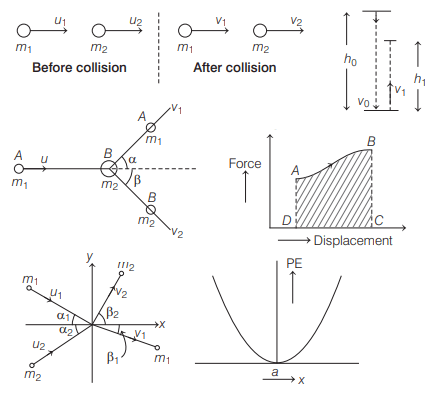 u₁ u₂ v₁ v₂
m₁ m₂ m₁ m₂
Before collision After collision
h₀ h₁
v₀ v₁
A v₁
m₁
A u B α
m₁ m₂ β
B
m₂
v₂
Force
A B
D C
Displacement
y
m₁ m₂
u₁ v₂
α₁ β₂
α₂ x
u₂ v₁
β₁ m₁
m₂
PE
a
x